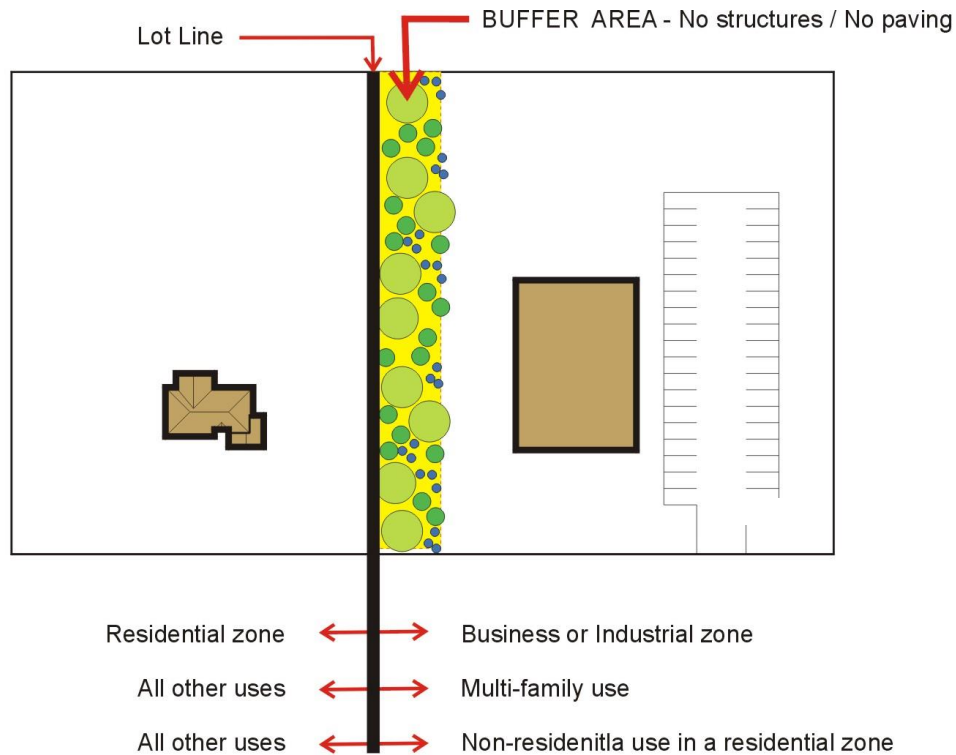 BUFFER AREA - No structures / No paving
Lot Line
Residential zone
Business or Industrial zone
All other uses
Multi-family use
All other uses
Non-residenitla use in a residential zone